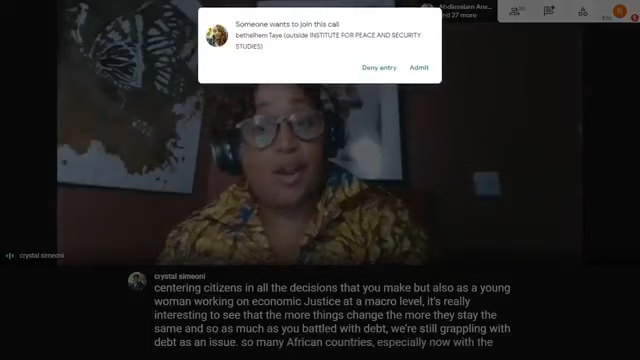 Someone wants to join this call
bethelhem Taye (outside INSTITUTE FOR PEACE AND SECURITY
STUDIES)
Deny entry
Admit
Abdieselam Ane...
and 27 more
crystal simeoni
crystal simeoni
centering citizens in all the decisions that you make but also as a young
woman working on economic Justice at a macro level, it's really
interesting to see that the more things change the more they stay the
same and so as much as you battled with debt, we're still grappling with
debt as an issue. so many African countries, especially now with the